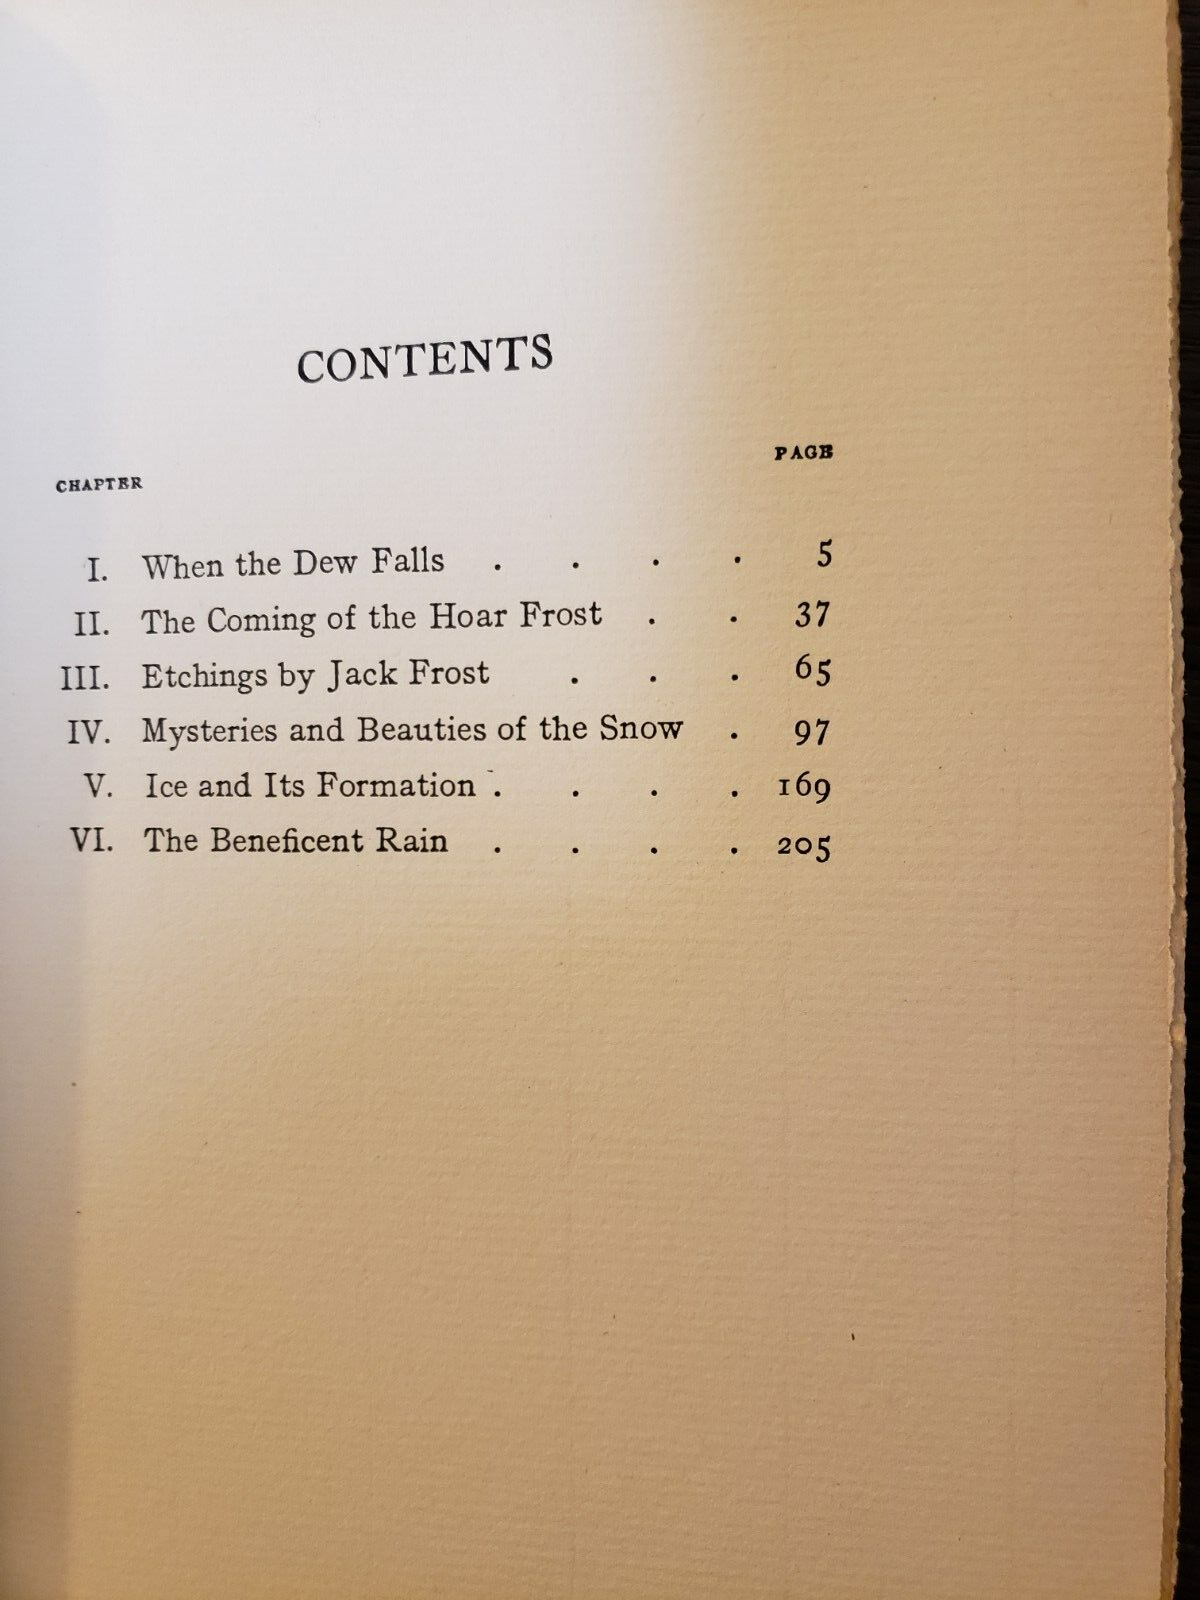 CONTENTS
CHAPTER PAGE
I. When the Dew Falls . . . . 5
II. The Coming of the Hoar Frost . . 37
III. Etchings by Jack Frost . . . 65
IV. Mysteries and Beauties of the Snow . 97
V. Ice and Its Formation . . . . 169
VI. The Beneficent Rain . . . . 205